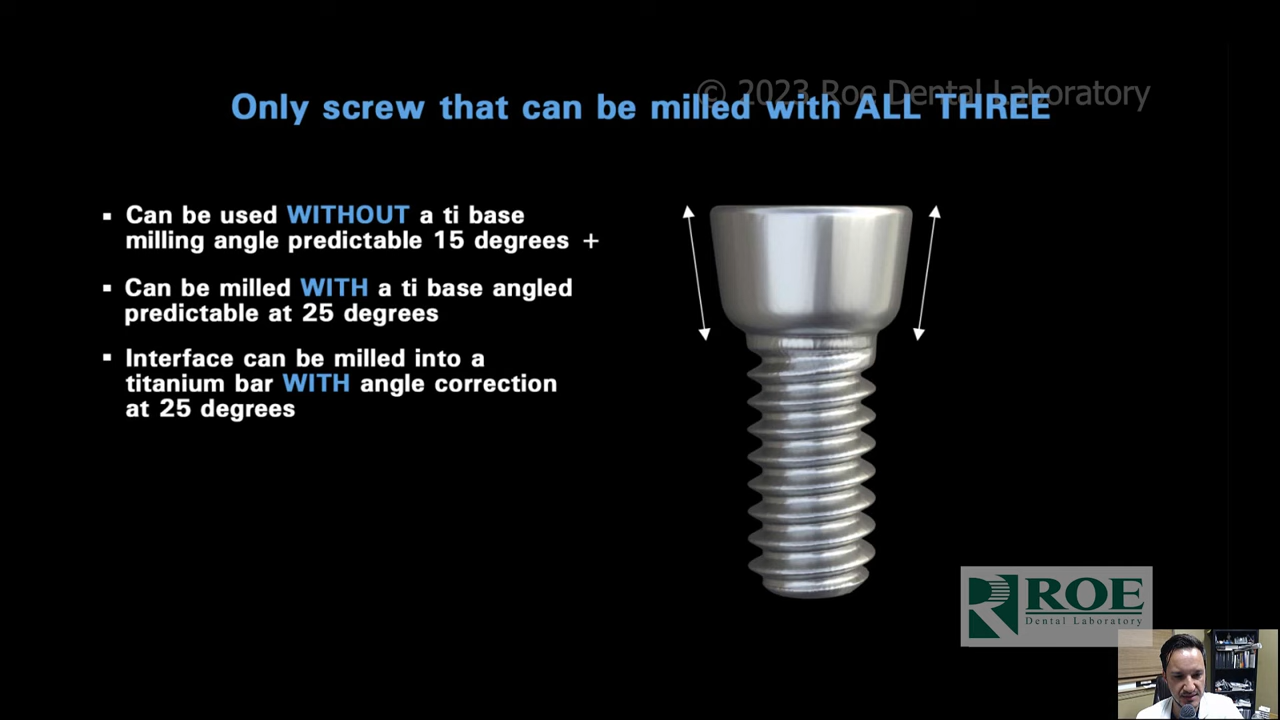 © 2023 Roe Dental Laboratory
Only screw that can be milled with ALL THREE
▪ Can be used WITHOUT a ti base
milling angle predictable 15 degrees +
▪ Can be milled WITH a ti base angled
predictable at 25 degrees
▪ Interface can be milled into a
titanium bar WITH angle correction
at 25 degrees
ROE
Dental Laboratory